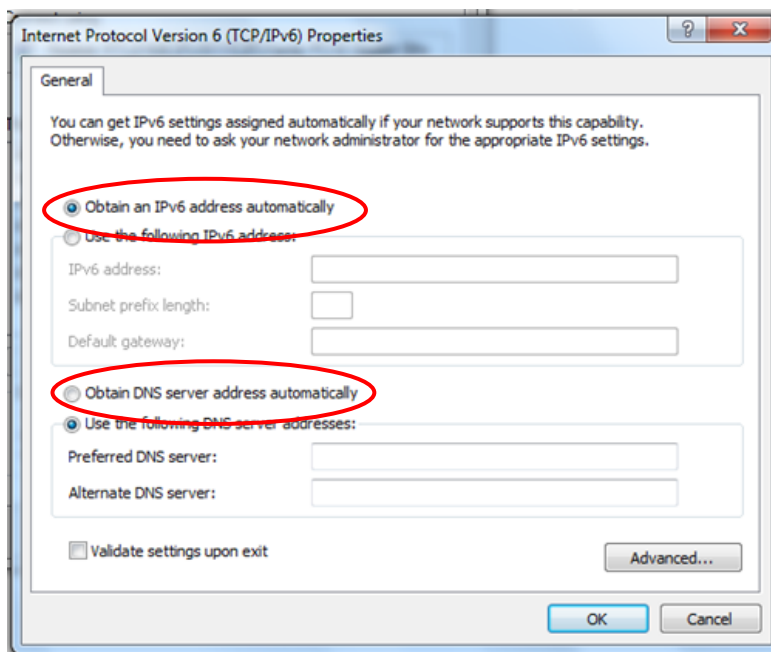 Internet Protocol Version 6 (TCP/IPv6) Properties
General
You can get IPv6 settings assigned automatically if your network supports this capability.
Otherwise, you need to ask your network administrator for the appropriate IPv6 settings.
Obtain an IPv6 address automatically
Use the following IPv6 address:
IPv6 address:
Subnet prefix length:
Default gateway:
Obtain DNS server address automatically
Use the following DNS server addresses:
Preferred DNS server:
Alternate DNS server:
Validate settings upon exit
Advanced...
OK Cancel